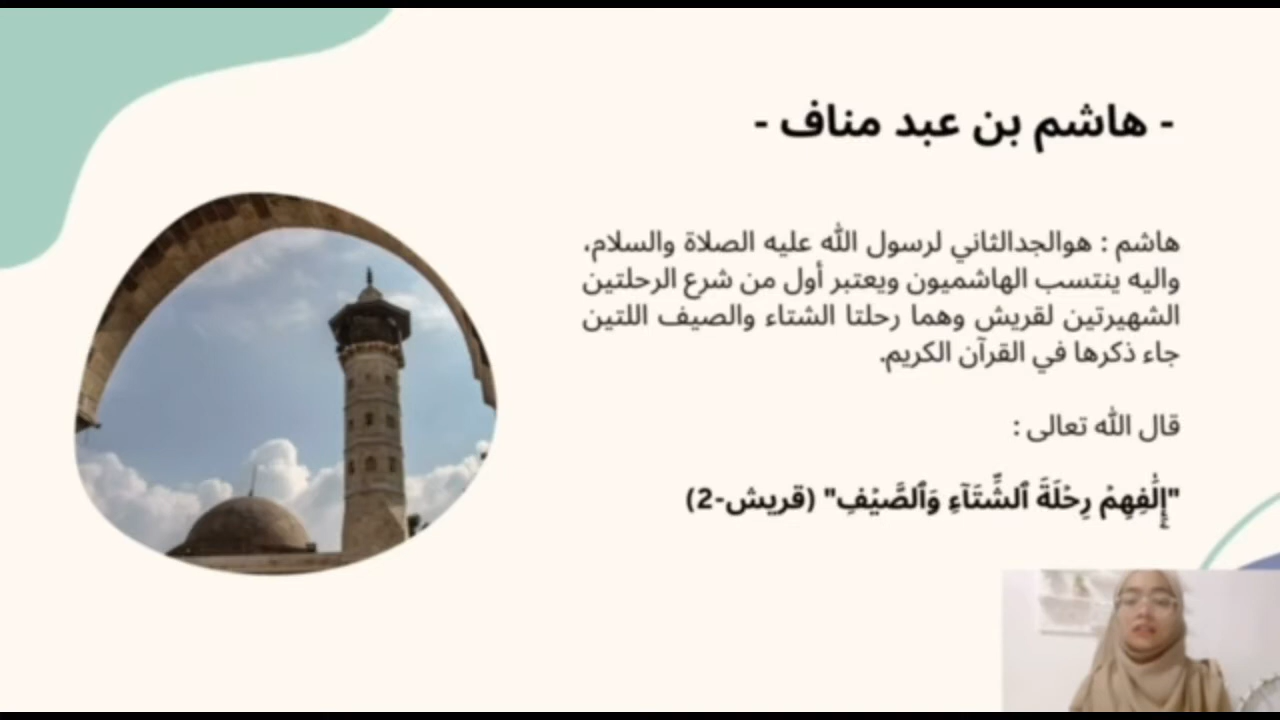 - هاشم بن عبد مناف -
هاشم : هوالجدالثاني لرسول الله عليه الصلاة والسلام،
واليه ينتسب الهاشميون ويعتبر أول من شرع الرحلتين
الشهيرتين لقريش وهما رحلتا الشتاء والصيف اللتين
جاء ذكرها في القرآن الكريم.
قال الله تعالى :
"إِۦلَٰفِهِمۡ رِحۡلَةَ ٱلشِّتَآءِ وَٱلصَّيۡفِ" (قريش-2)